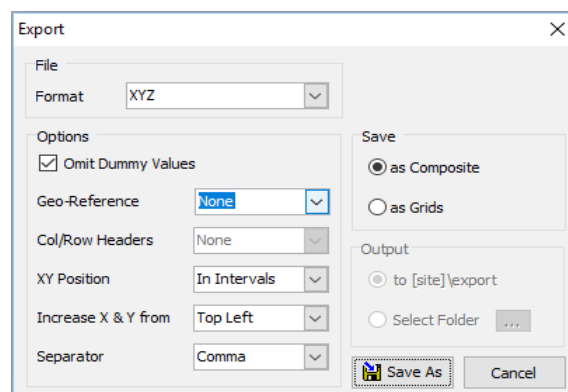 Export
File
Format XYZ
Options
Omit Dummy Values
Geo-Reference None
Col/Row Headers None
XY Position In Intervals
Increase X & Y from Top Left
Separator Comma
Save
as Composite
as Grids
Output
to [site]\export
Select Folder ...
Save As Cancel